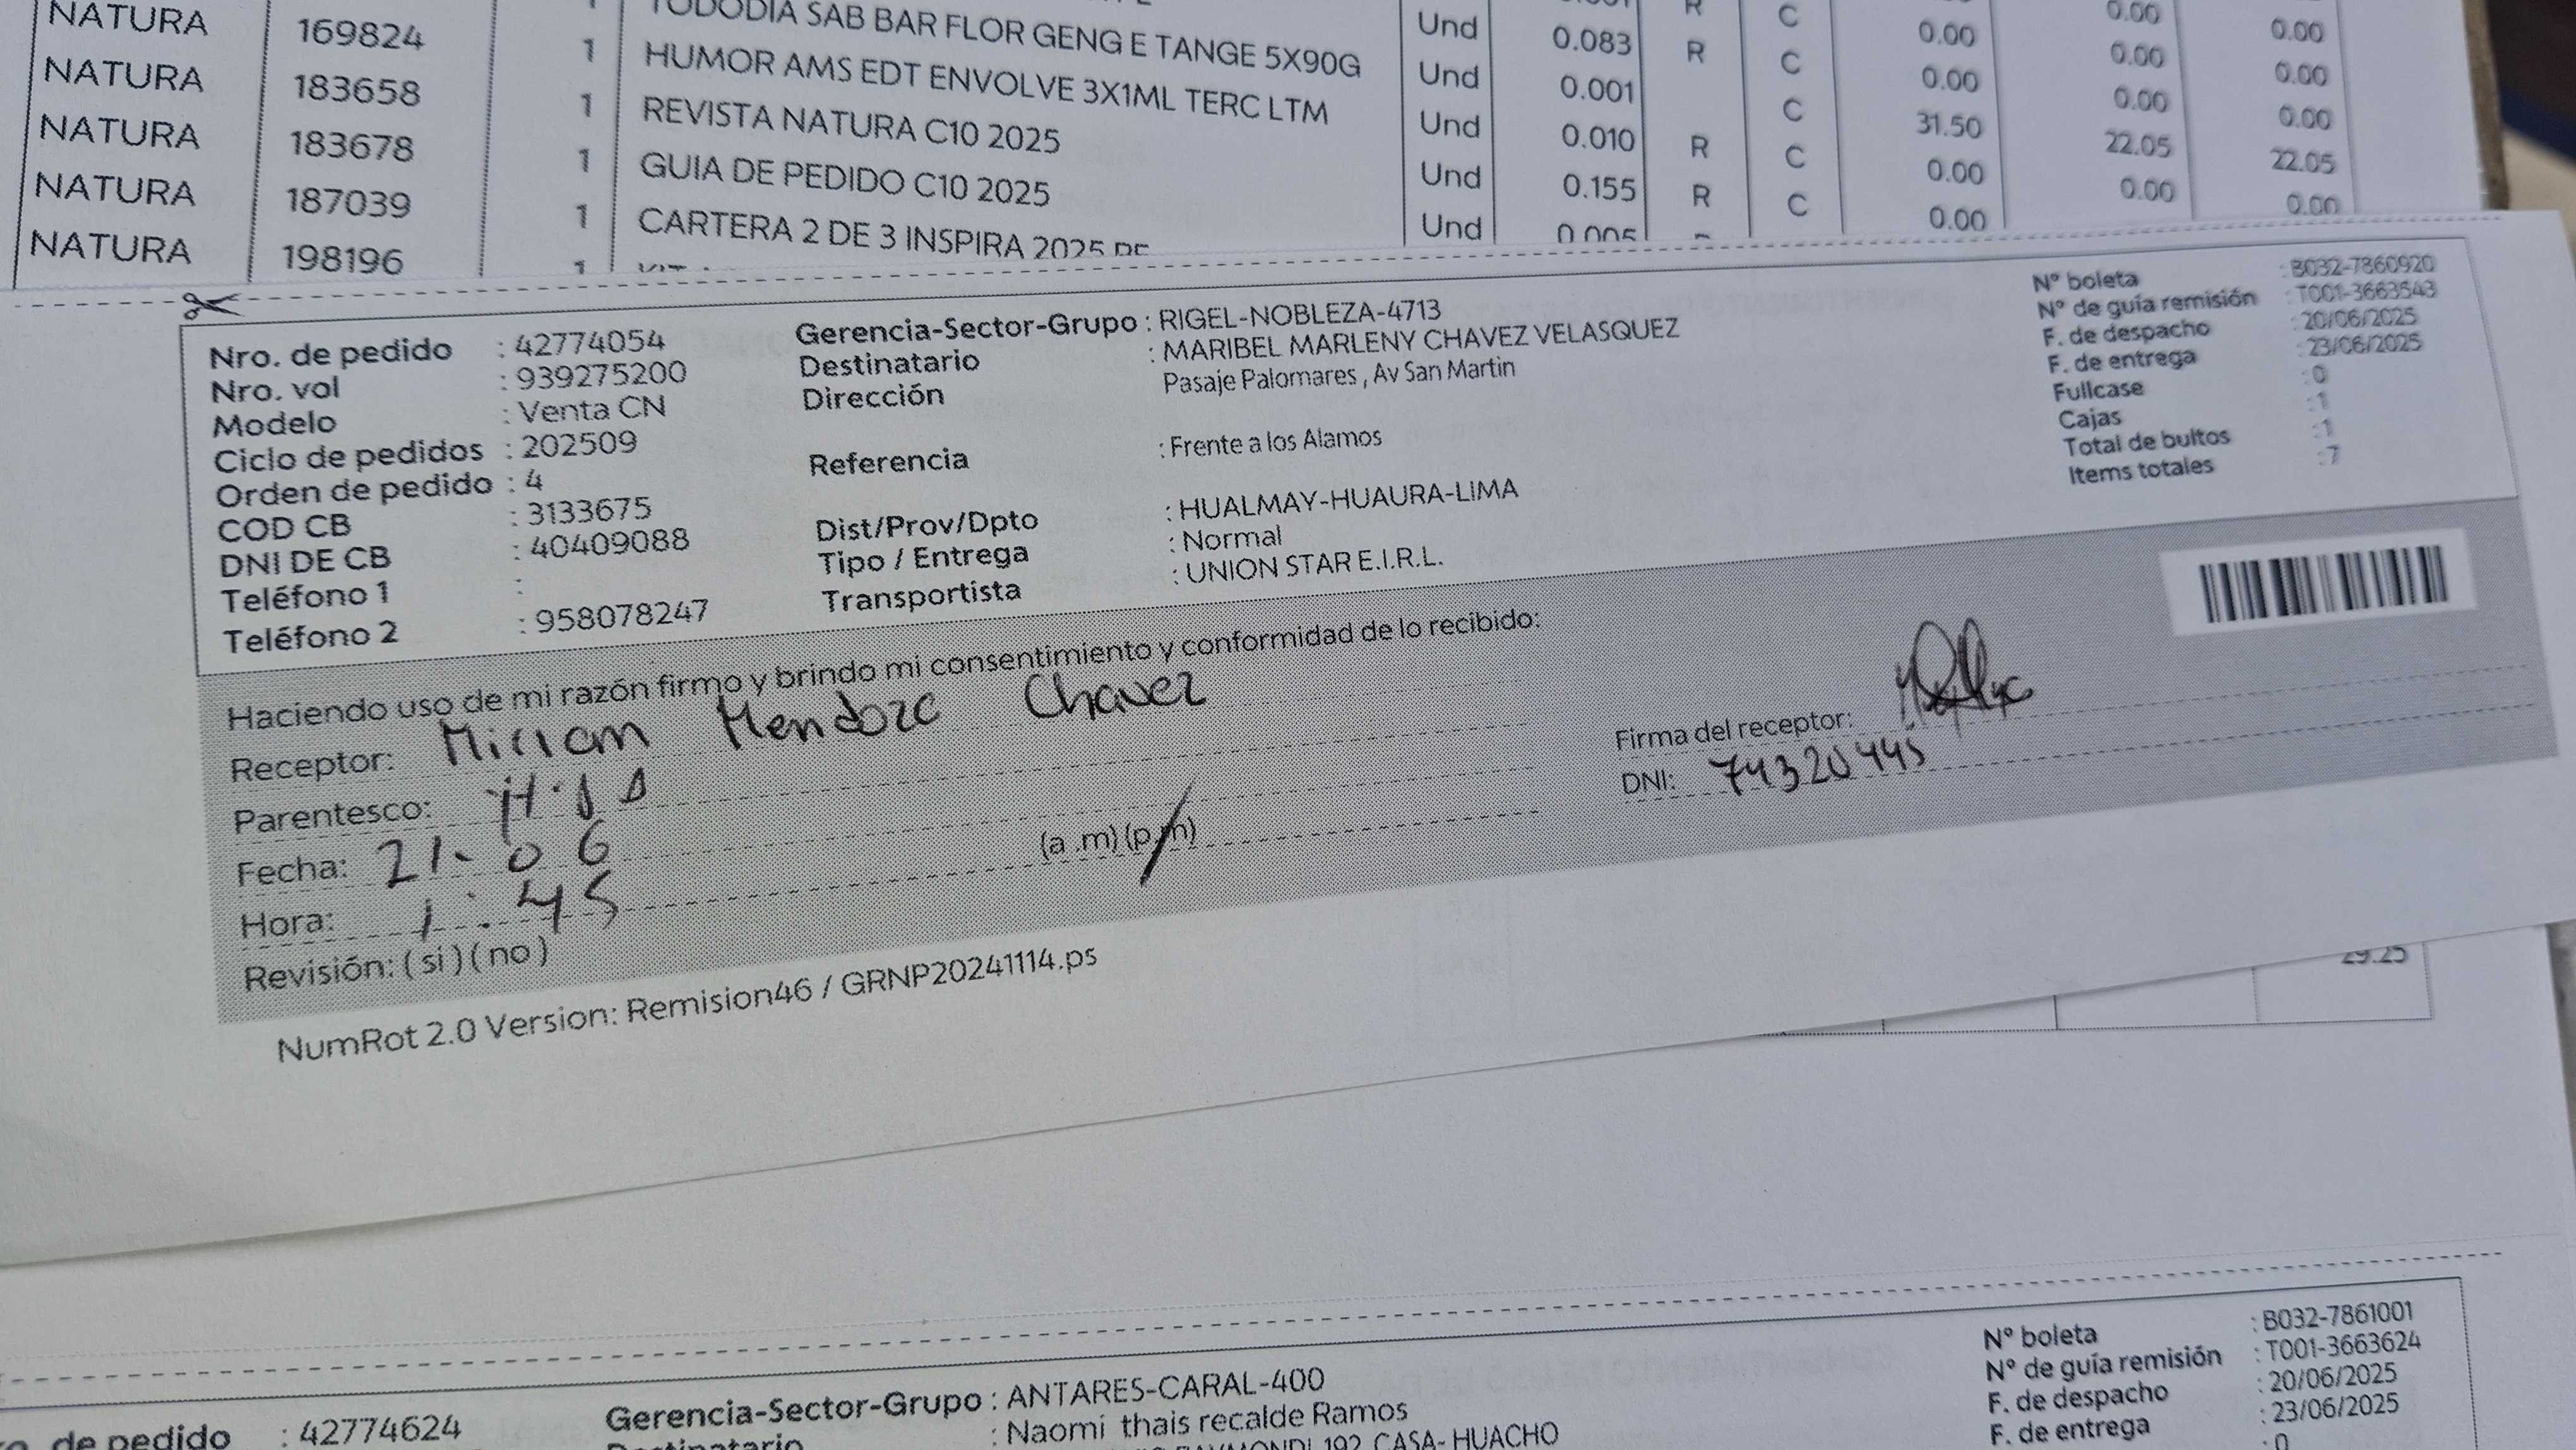 NATURA 169824 1 TODODIA SAB BAR FLOR GENG E TANGE 5X90G Und 0.083 R C 0.00 0.00 0.00
NATURA 183658 1 HUMOR AMS EDT ENVOLVE 3X1ML TERC LTM Und 0.001 C 0.00 0.00 0.00
NATURA 183678 1 REVISTA NATURA C10 2025 Und 0.010 R C 31.50 22.05 22.05
NATURA 187039 1 GUIA DE PEDIDO C10 2025 Und 0.155 R C 0.00 0.00 0.00
NATURA 198196 1 CARTERA 2 DE 3 INSPIRA 2025 Und 0.005 0.00
Nro. de pedido : 42774054
Nro. vol : 939275200
Modelo : Venta CN
Ciclo de pedidos : 202509
Orden de pedido : 4
COD CB : 3133675
DNI DE CB : 40409088
Teléfono 1 :
Teléfono 2 : 958078247
Gerencia-Sector-Grupo : RIGEL-NOBLEZA-4713
Destinatario : MARIBEL MARLENY CHAVEZ VELASQUEZ
Dirección Pasaje Palomares , Av San Martin
Referencia : Frente a los Alamos
Dist/Prov/Dpto : HUALMAY-HUAURA-LIMA
Tipo / Entrega : Normal
Transportista : UNION STAR E.I.R.L.
N° boleta : B032-7860920
N° de guía remisión : T001-3663543
F. de despacho : 20/06/2025
F. de entrega : 23/06/2025
Fullcase : 0
Cajas : 1
Total de bultos : 1
Items totales : 7
Haciendo uso de mi razón firmo y brindo mi consentimiento y conformidad de lo recibido:
Receptor: Miriam Mendoza Chavez
Parentesco: Hija
Fecha: 21-06
Hora: 1:45 (a .m) (p.m)
Revisión: ( si ) ( no )
Firma del receptor:
DNI: 74320445
NumRot 2.0 Version: Remision46 / GRNP20241114.ps
29.25
de pedido : 42774624
Gerencia-Sector-Grupo : ANTARES-CARAL-400
Destinatario : Naomi thais recalde Ramos
192 CASA- HUACHO
N° boleta : B032-7861001
N° de guía remisión : T001-3663624
F. de despacho : 20/06/2025
F. de entrega : 23/06/2025
: 0